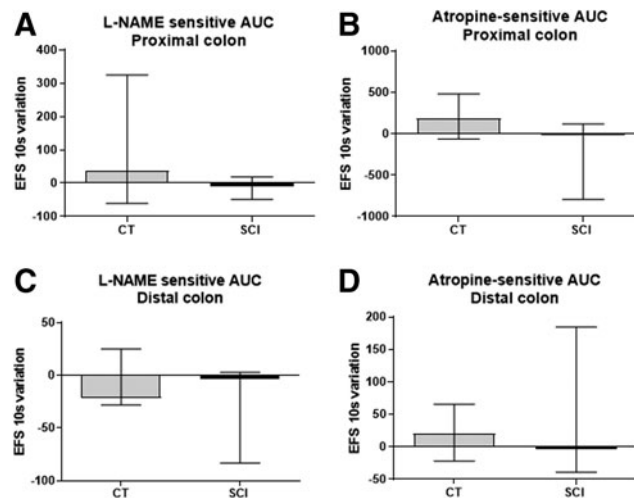 A
L-NAME sensitive AUC
Proximal colon
EFS 10s variation
400
300
200
100
0
-100
CT
SCI
B
Atropine-sensitive AUC
Proximal colon
EFS 10s variation
1000
500
0
-500
-1000
CT
SCI
C
L-NAME sensitive AUC
Distal colon
EFS 10s variation
50
0
-50
-100
CT
SCI
D
Atropine-sensitive AUC
Distal colon
EFS 10s variation
200
150
100
50
0
-50
CT
SCI